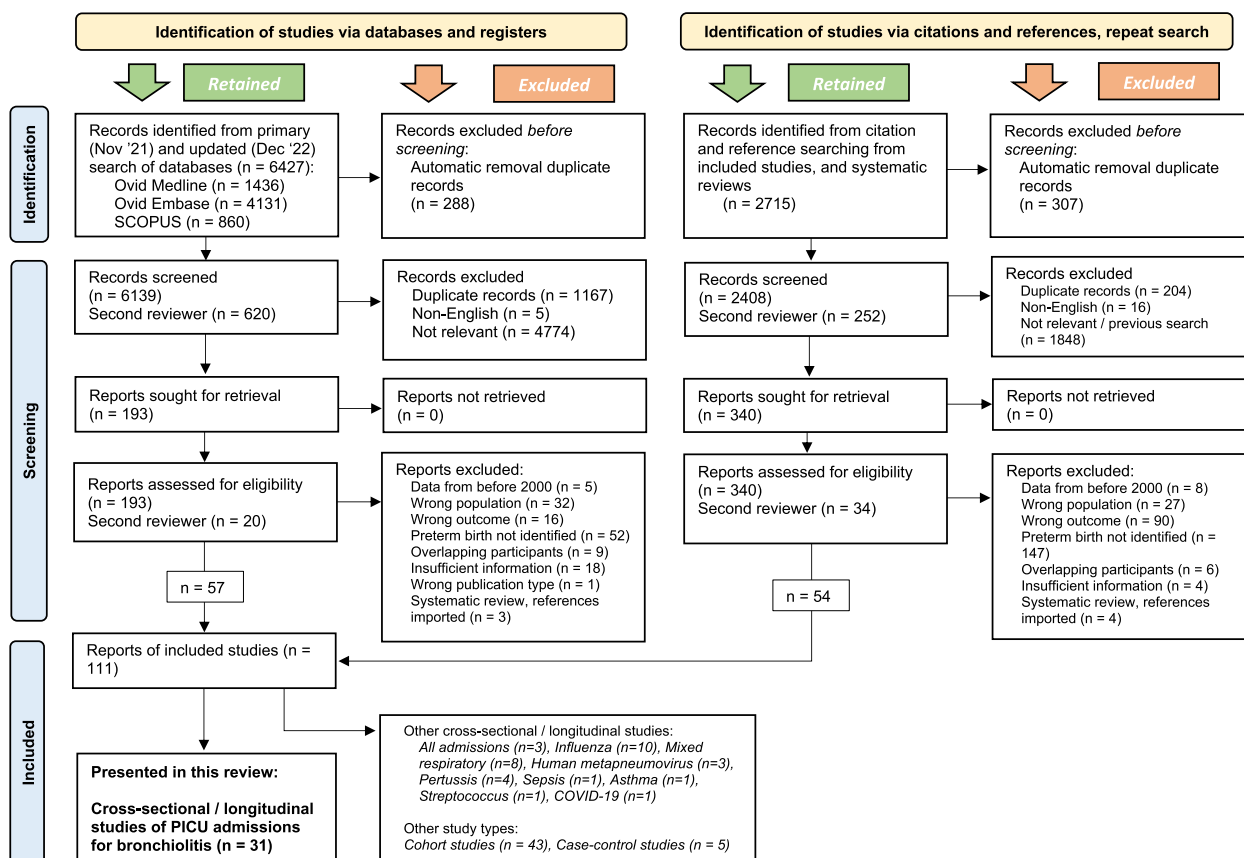 Identification of studies via databases and registers
Identification of studies via citations and references, repeat search
Retained
Excluded
Retained
Excluded
Identification
Records identified from primary
(Nov '21) and updated (Dec '22)
search of databases (n = 6427):
Ovid Medline (n = 1436)
Ovid Embase (n = 4131)
SCOPUS (n = 860)
Records excluded before
screening:
Automatic removal duplicate
records
(n = 288)
Records identified from citation
and reference searching from
included studies, and systematic
reviews
(n = 2715)
Records excluded before
screening:
Automatic removal duplicate
records
(n = 307)
Screening
Records screened
(n = 6139)
Second reviewer (n = 620)
Records excluded
Duplicate records (n = 1167)
Non-English (n = 5)
Not relevant (n = 4774)
Records screened
(n = 2408)
Second reviewer (n = 252)
Records excluded
Duplicate records (n = 204)
Non-English (n = 16)
Not relevant / previous search
(n = 1848)
Reports sought for retrieval
(n = 193)
Reports not retrieved
(n = 0)
Reports sought for retrieval
(n = 340)
Reports not retrieved
(n = 0)
Reports assessed for eligibility
(n = 193)
Second reviewer (n = 20)
Reports excluded:
Data from before 2000 (n = 5)
Wrong population (n = 32)
Wrong outcome (n = 16)
Preterm birth not identified (n = 52)
Overlapping participants (n = 9)
Insufficient information (n = 18)
Wrong publication type (n = 1)
Systematic review, references
imported (n = 3)
Reports assessed for eligibility
(n = 340)
Second reviewer (n = 34)
Reports excluded:
Data from before 2000 (n = 8)
Wrong population (n = 27)
Wrong outcome (n = 90)
Preterm birth not identified (n =
147)
Overlapping participants (n = 6)
Insufficient information (n = 4)
Systematic review, references
imported (n = 4)
n = 57
n = 54
Included
Reports of included studies (n =
111)
Presented in this review:
Cross-sectional / longitudinal
studies of PICU admissions
for bronchiolitis (n = 31)
Other cross-sectional / longitudinal studies:
All admissions (n=3), Influenza (n=10), Mixed
respiratory (n=8), Human metapneumovirus (n=3),
Pertussis (n=4), Sepsis (n=1), Asthma (n=1),
Streptococcus (n=1), COVID-19 (n=1)
Other study types:
Cohort studies (n = 43), Case-control studies (n = 5)